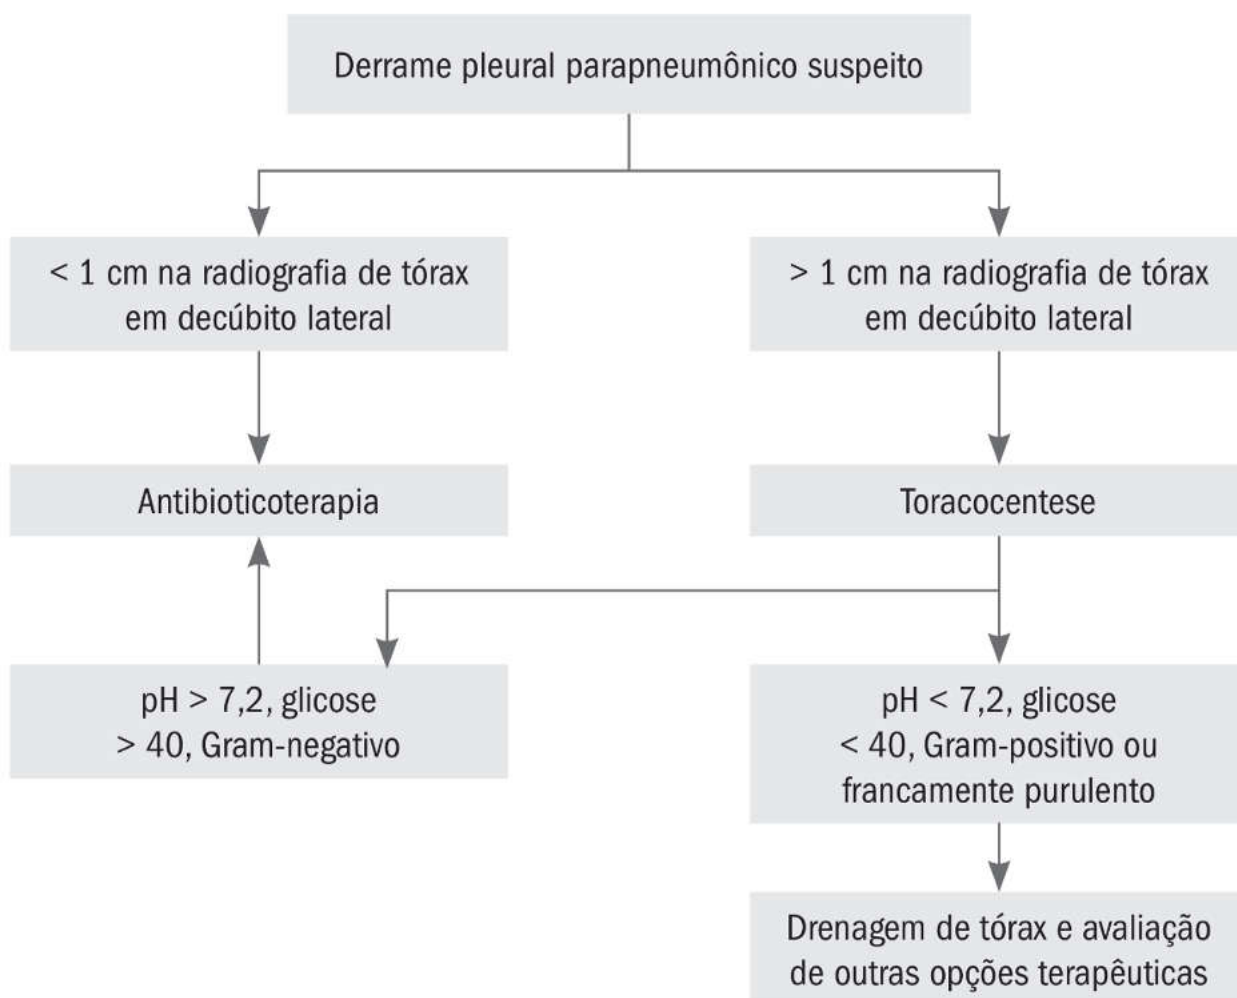 Derrame pleural parapneumônico suspeito
< 1 cm na radiografia de tórax
em decúbito lateral
> 1 cm na radiografia de tórax
em decúbito lateral
Antibioticoterapia
Toracocentese
pH > 7,2, glicose
> 40, Gram-negativo
pH < 7,2, glicose
< 40, Gram-positivo ou
francamente purulento
Drenagem de tórax e avaliação
de outras opções terapêuticas